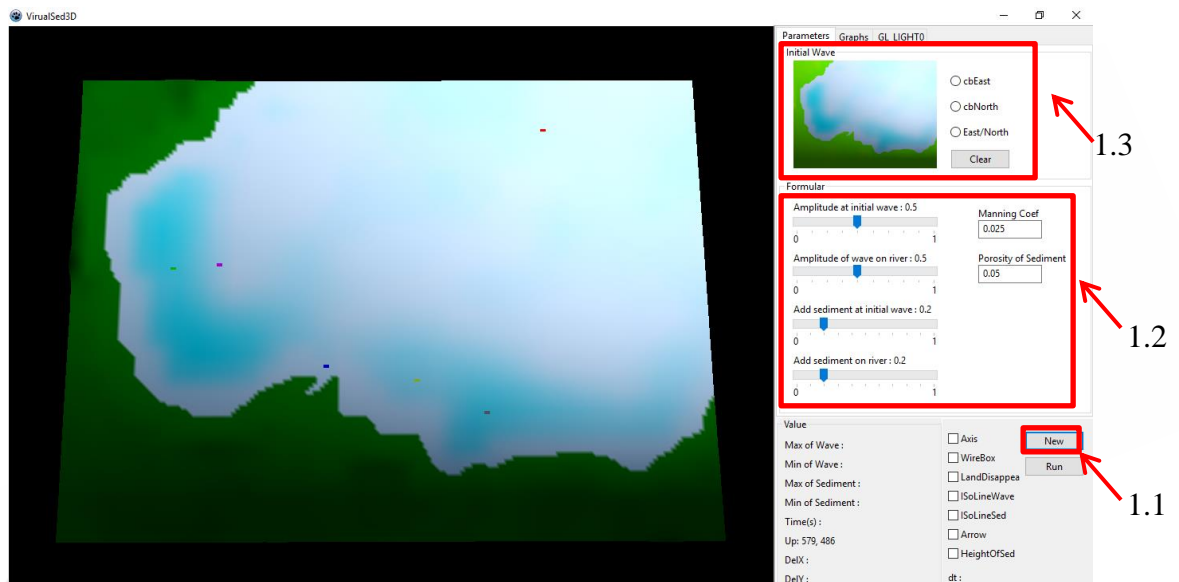 VirualSed3D
Parameters Graphs GL_LIGHT0
Initial Wave
cbEast
cbNorth
East/North
Clear
1.3
Formular
Amplitude at initial wave : 0.5
0 1
Manning Coef
0.025
Amplitude of wave on river : 0.5
0 1
Porosity of Sediment
0.05
Add sediment at initial wave : 0.2
0 1
Add sediment on river : 0.2
0 1
1.2
Value
Max of Wave :
Min of Wave :
Max of Sediment :
Min of Sediment :
Time(s) :
Up: 579, 486
DelX :
DelY :
Axis
WireBox
LandDisappea
ISoLineWave
ISoLineSed
Arrow
HeightOfSed
dt :
New
Run
1.1